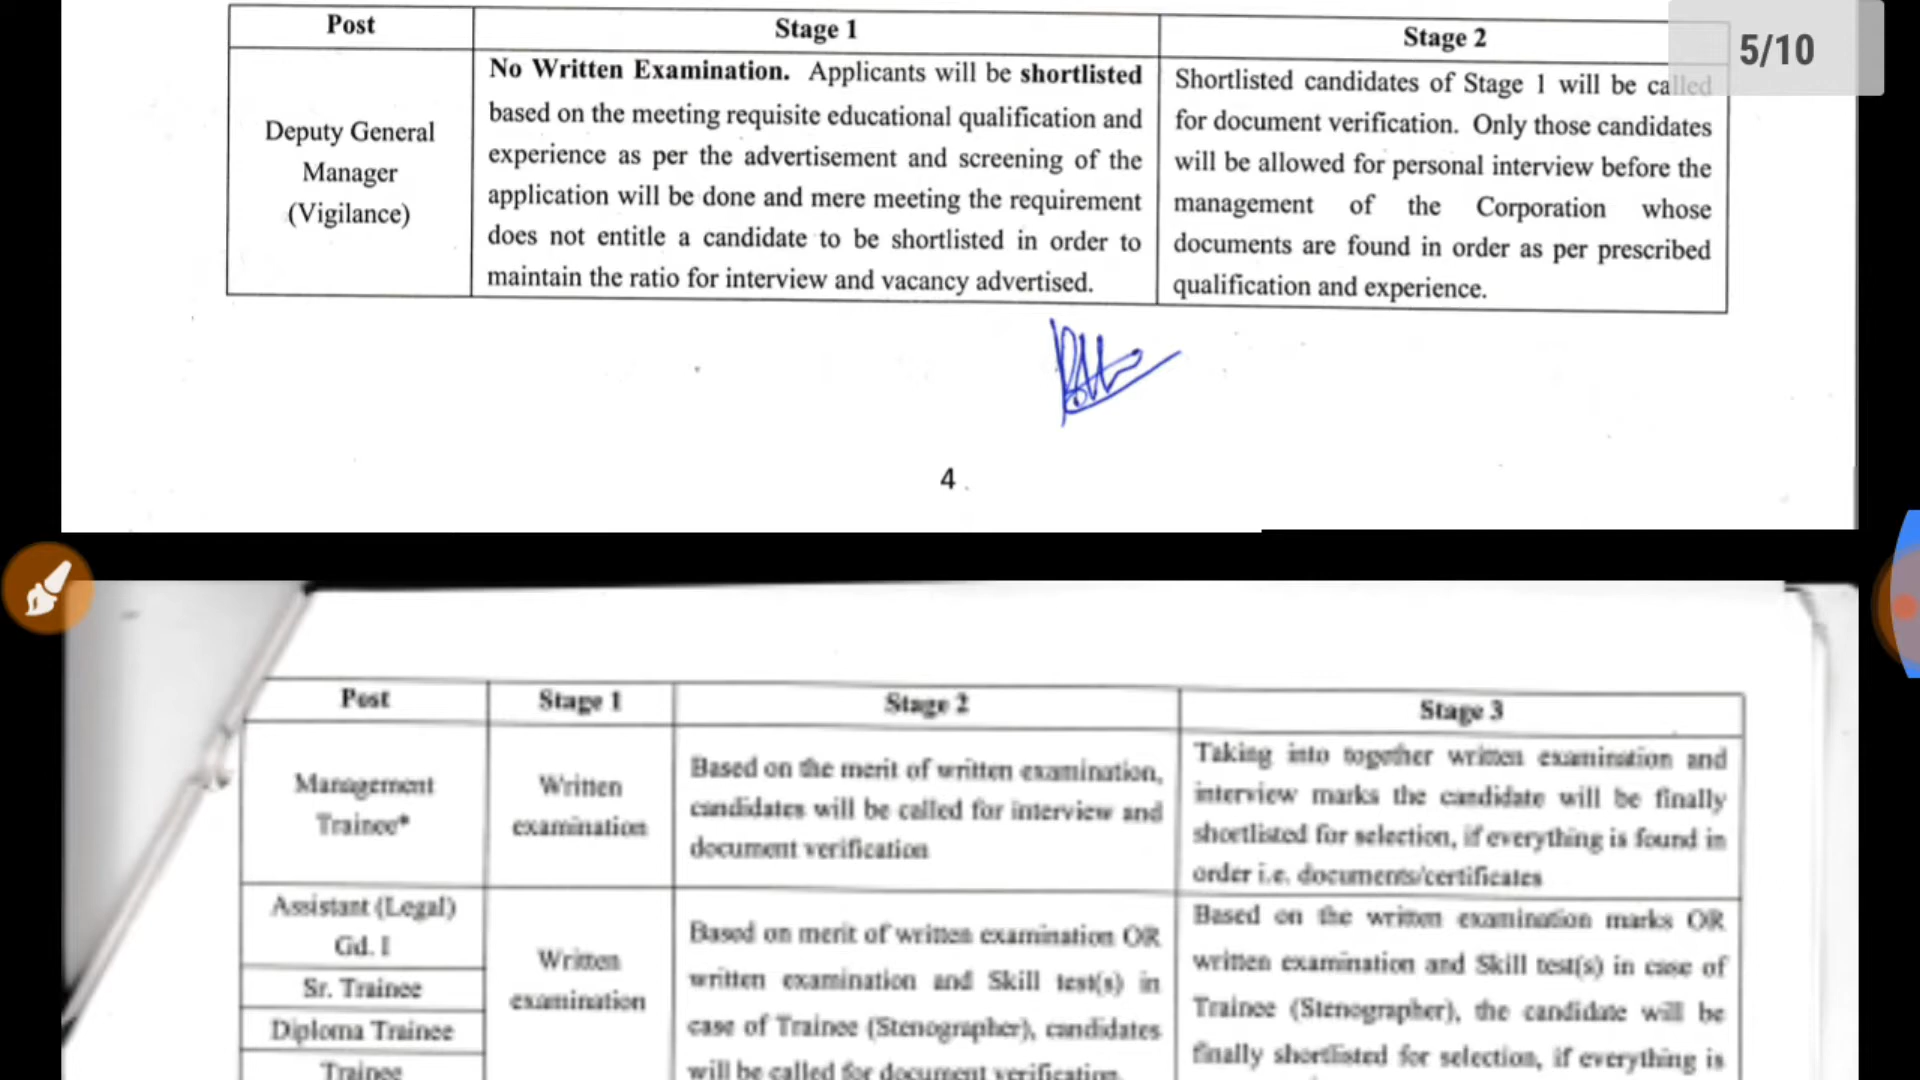 5/10
Post
Stage 1
Stage 2
Deputy General
Manager
(Vigilance)
No Written Examination. Applicants will be shortlisted
based on the meeting requisite educational qualification and
experience as per the advertisement and screening of the
application will be done and mere meeting the requirement
does not entitle a candidate to be shortlisted in order to
maintain the ratio for interview and vacancy advertised.
Shortlisted candidates of Stage 1 will be called
for document verification. Only those candidates
will be allowed for personal interview before the
management of the Corporation whose
documents are found in order as per prescribed
qualification and experience.
4
Post
Stage 1
Stage 2
Stage 3
Management
Trainee*
Written
examination
Based on the merit of written examination,
candidates will be called for interview and
document verification
Taking into together written examination and
interview marks the candidate will be finally
shortlisted for selection, if everything is found in
order i.e. documents/certificates
Assistant (Legal)
Gd. I
Sr. Trainee
Diploma Trainee
Trainee
Written
examination
Based on merit of written examination OR
written examination and Skill test(s) in
case of Trainee (Stenographer), candidates
will be called for document verification.
Based on the written examination marks OR
written examination and Skill test(s) in case of
Trainee (Stenographer), the candidate will be
finally shortlisted for selection, if everything is